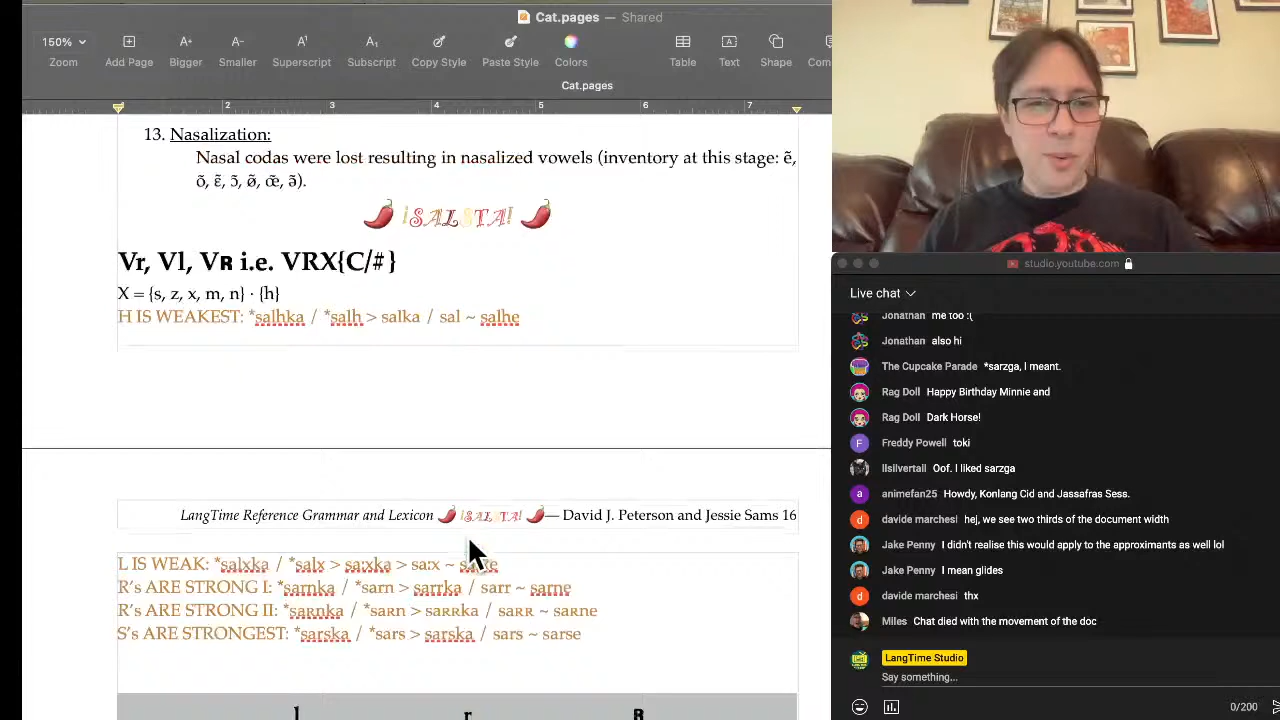 Cat.pages — Shared
150%
Zoom
Add Page
Bigger
Smaller
Superscript
Subscript
Copy Style
Paste Style
Colors
Table
Text
Shape
Cat.pages
2 3 4 5 6 7
13. Nasalization:
Nasal codas were lost resulting in nasalized vowels (inventory at this stage: ẽ,
õ, ɛ̃, ɔ̃, ø̃, œ̃, ə̃).
🌶️ ¡SALSTA! 🌶️
Vr, Vl, Vʀ i.e. VRX{C/#}
X = {s, z, x, m, n} · {h}
H IS WEAKEST: *salhka / *salh > salka / sal ~ salhe
LangTime Reference Grammar and Lexicon 🌶️ ¡SALSTA! 🌶️— David J. Peterson and Jessie Sams 16
L IS WEAK: *salxka / *salx > saːxka > saːx ~
R's ARE STRONG I: *sarnka / *sarn > sarrka / sarr ~ sarne
R's ARE STRONG II: *saʀnka / *saʀn > saʀʀka / saʀʀ ~ saʀne
S's ARE STRONGEST: *sarska / *sars > sarska / sars ~ sarse
l r ʀ
studio.youtube.com
Live chat
Jonathan me too :(
Jonathan also hi
The Cupcake Parade *sarzga, I meant.
Rag Doll Happy Birthday Minnie and
Rag Doll Dark Horse!
Freddy Powell toki
Oof. I liked sarzga
animefan25 Howdy, Konlang Cid and Jassafras Sess.
davide marchesi hej, we see two thirds of the document width
Jake Penny I didn't realise this would apply to the approximants as well lol
Jake Penny I mean glides
davide marchesi thx
Miles Chat died with the movement of the doc
LangTime Studio
Say something...
0/200